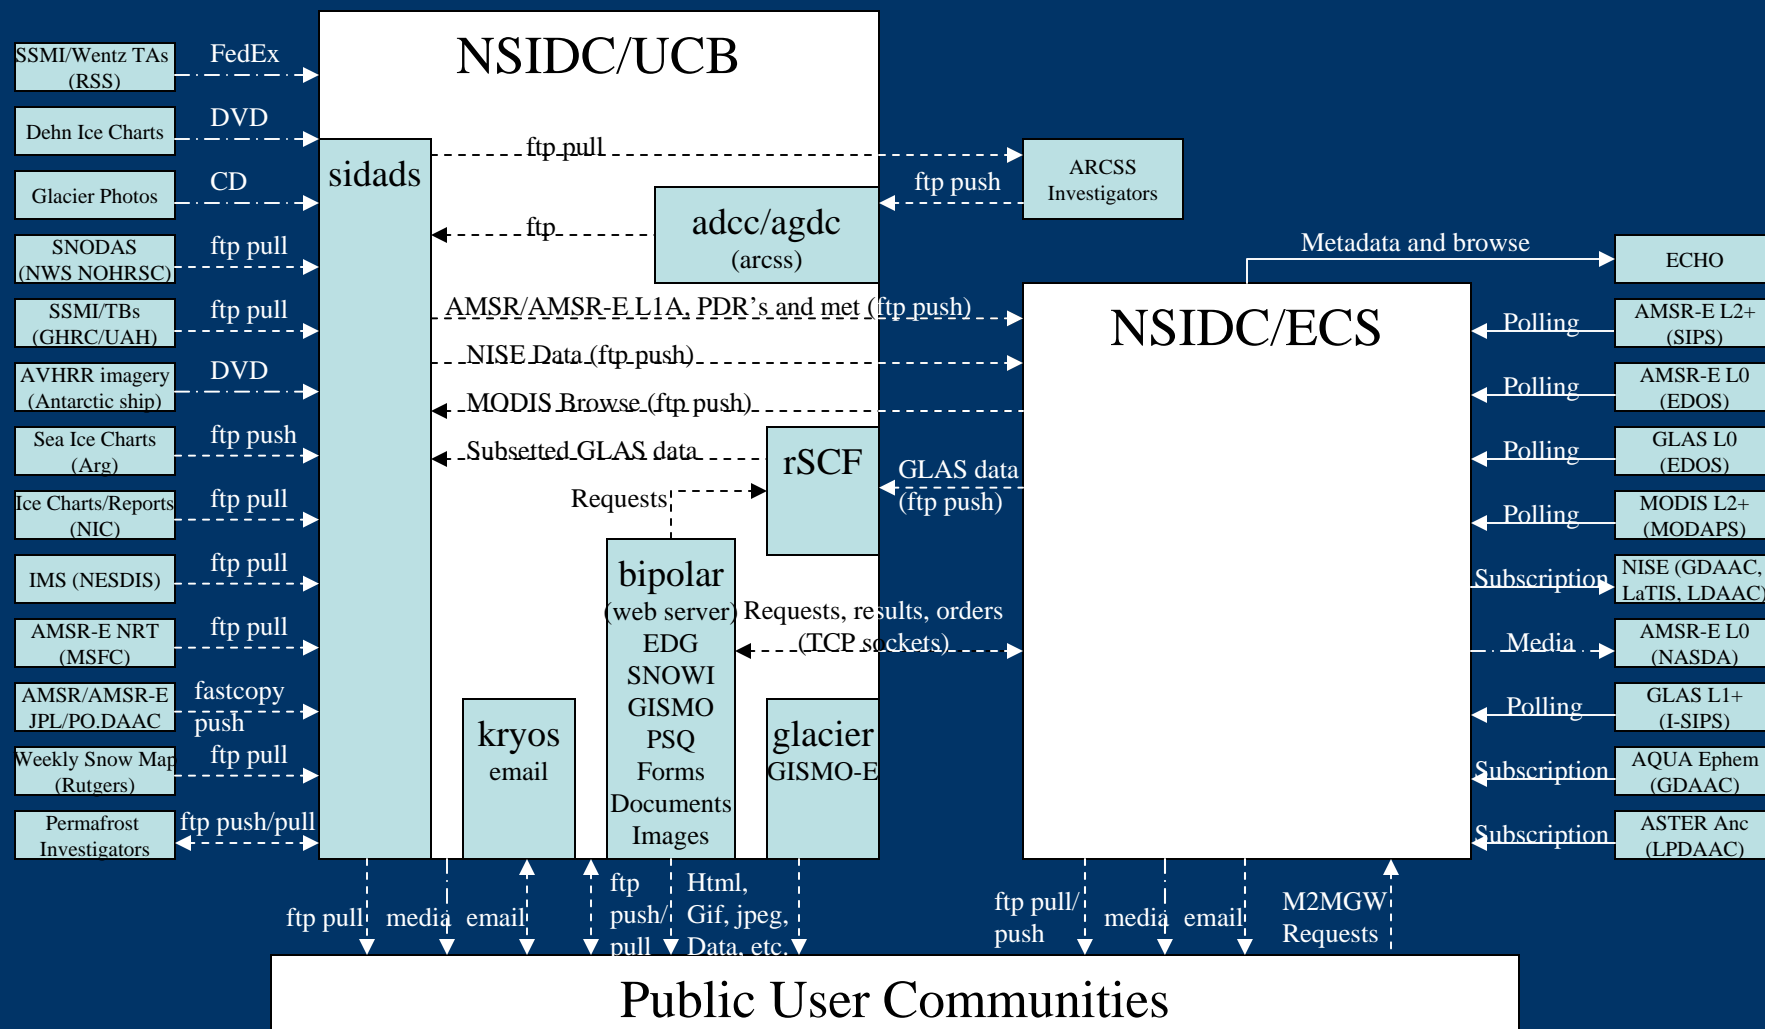 NSIDC/UCB
SSMI/Wentz TAs
(RSS)
FedEx
Dehn Ice Charts
DVD
Glacier Photos
CD
SNODAS
(NWS NOHRSC)
ftp pull
SSMI/TBs
(GHRC/UAH)
ftp pull
AVHRR imagery
(Antarctic ship)
DVD
Sea Ice Charts
(Arg)
ftp push
Ice Charts/Reports
(NIC)
ftp pull
IMS (NESDIS)
ftp pull
AMSR-E NRT
(MSFC)
ftp pull
AMSR/AMSR-E
JPL/PO.DAAC
fastcopy
push
Weekly Snow Map
(Rutgers)
ftp pull
Permafrost
Investigators
ftp push/pull
sidads
ftp pull
ARCSS
Investigators
ftp push
adcc/agdc
(arcss)
ftp
AMSR/AMSR-E L1A, PDR's and met (ftp push)
NISE Data (ftp push)
MODIS Browse (ftp push)
Subsetted GLAS data
rSCF
GLAS data
(ftp push)
Requests
bipolar
(web server)
EDG
SNOWI
GISMO
PSQ
Forms
Documents
Images
Requests, results, orders
(TCP sockets)
kryos
email
glacier
GISMO-E
NSIDC/ECS
Metadata and browse
ECHO
Polling
AMSR-E L2+
(SIPS)
Polling
AMSR-E L0
(EDOS)
Polling
GLAS L0
(EDOS)
Polling
MODIS L2+
(MODAPS)
Subscription
NISE (GDAAC,
LaTIS, LDAAC)
Media
AMSR-E L0
(NASDA)
Polling
GLAS L1+
(I-SIPS)
Subscription
AQUA Ephem
(GDAAC)
Subscription
ASTER Anc
(LPDAAC)
ftp pull
media
email
ftp
push/
pull
Html,
Gif, jpeg,
Data, etc.
ftp pull/
push
media
email
M2MGW
Requests
Public User Communities